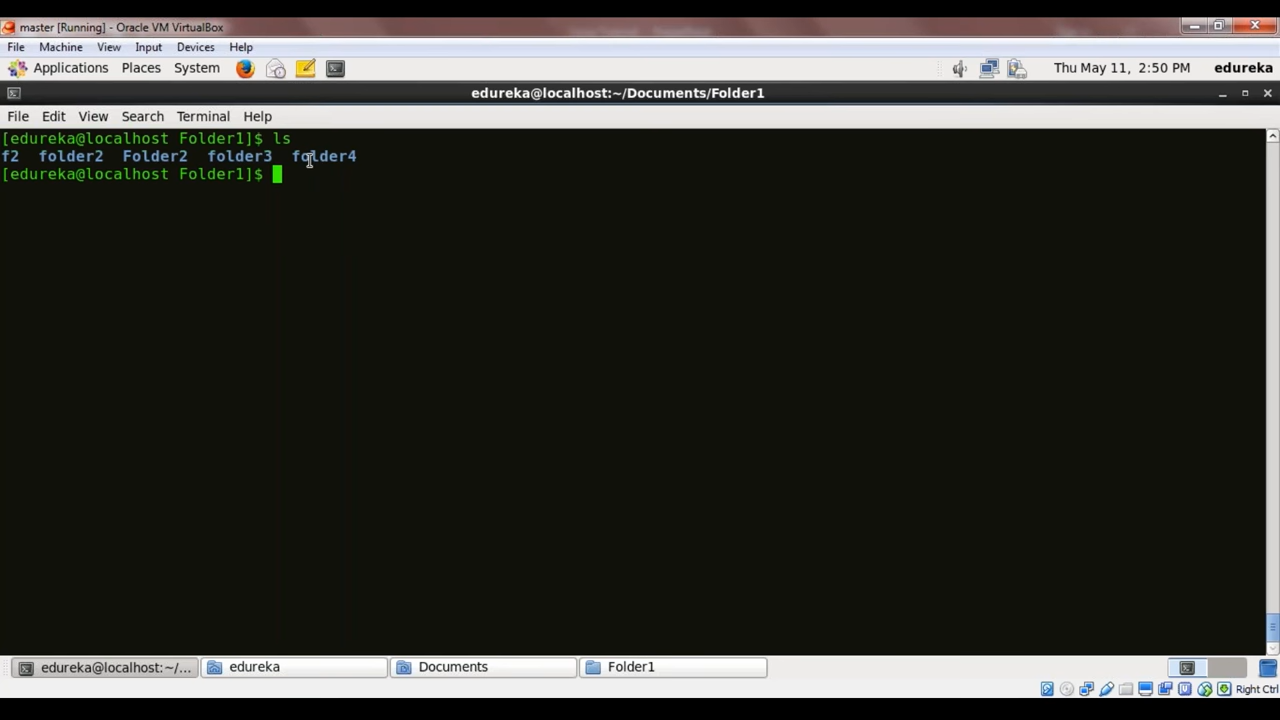 master [Running] - Oracle VM VirtualBox
File Machine View Input Devices Help
Applications Places System Thu May 11, 2:50 PM edureka
edureka@localhost:~/Documents/Folder1
File Edit View Search Terminal Help
[edureka@localhost Folder1]$ ls
f2 folder2 Folder2 folder3 folder4
[edureka@localhost Folder1]$
edureka@localhost:~/... edureka Documents Folder1
Right Ctrl